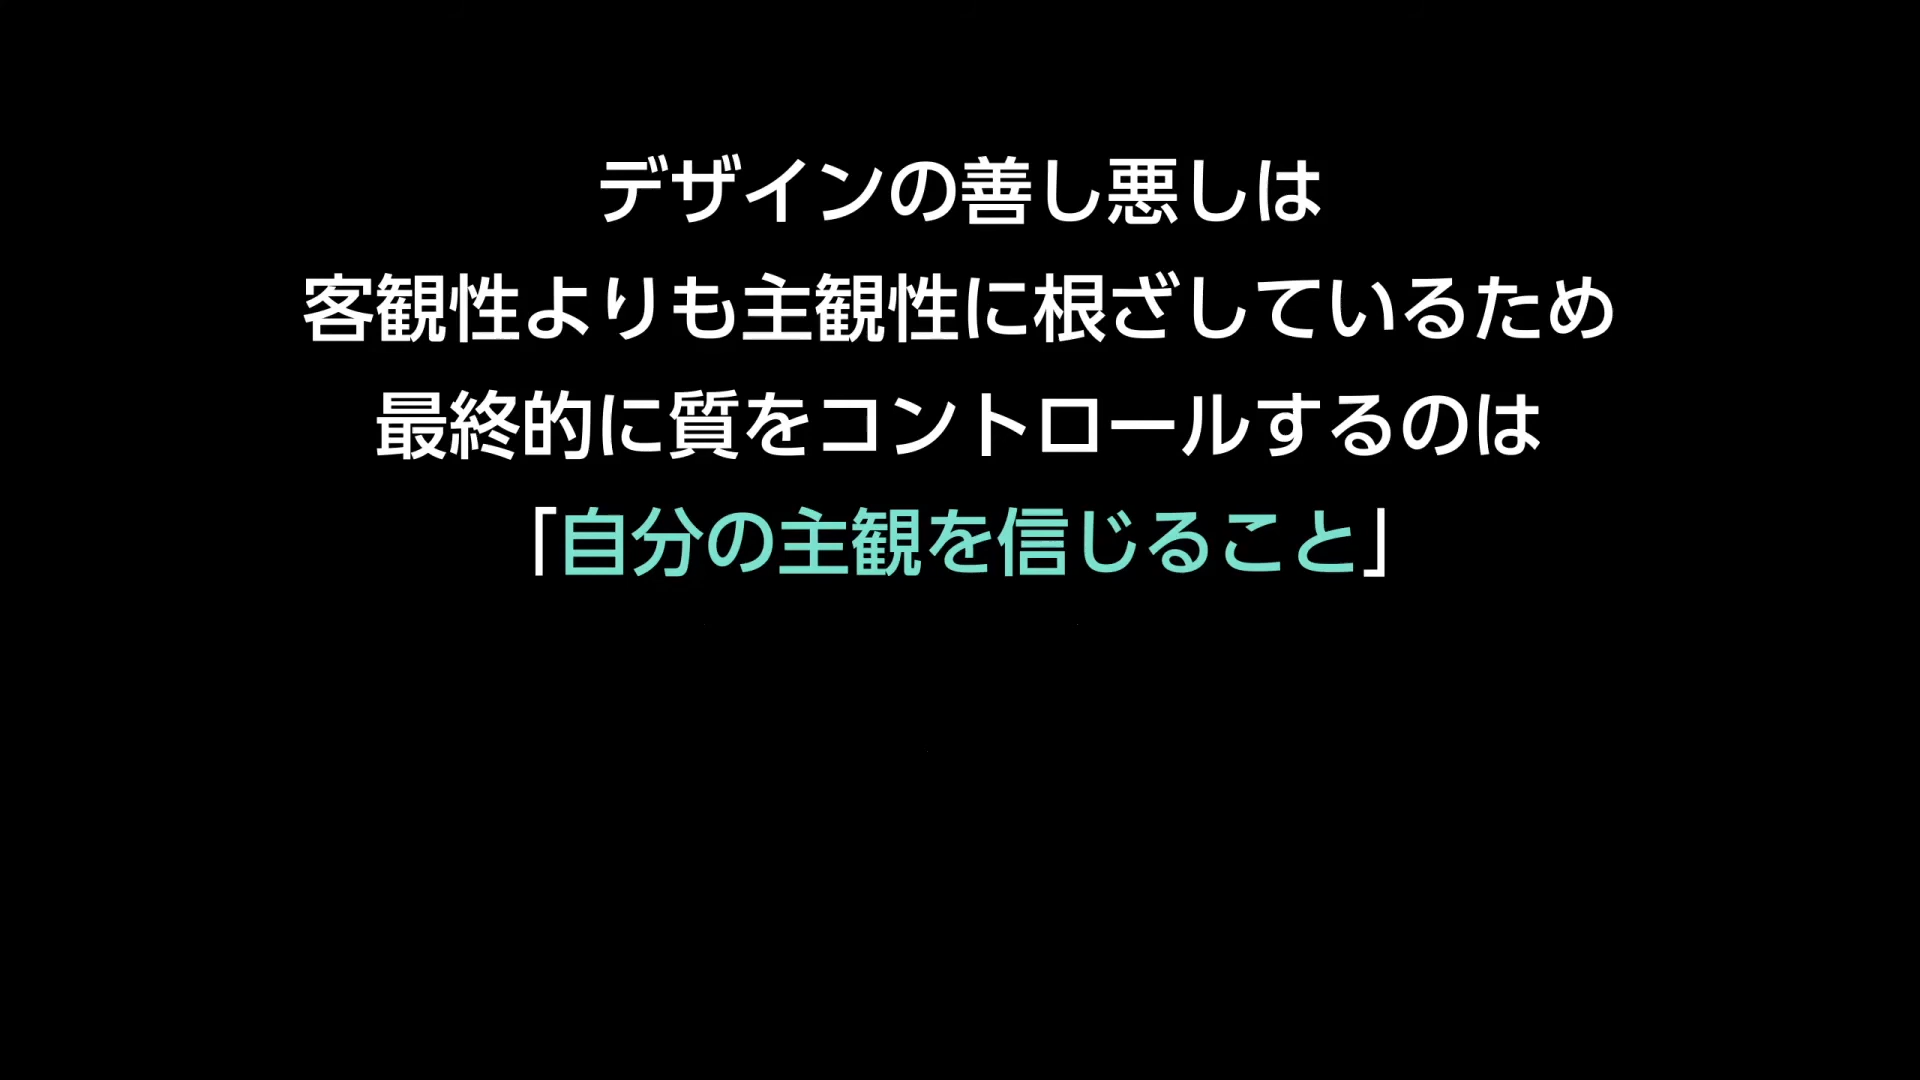 デザインの善し悪しは
客観性よりも主観性に根ざしているため
最終的に質をコントロールするのは
「自分の主観を信じること」